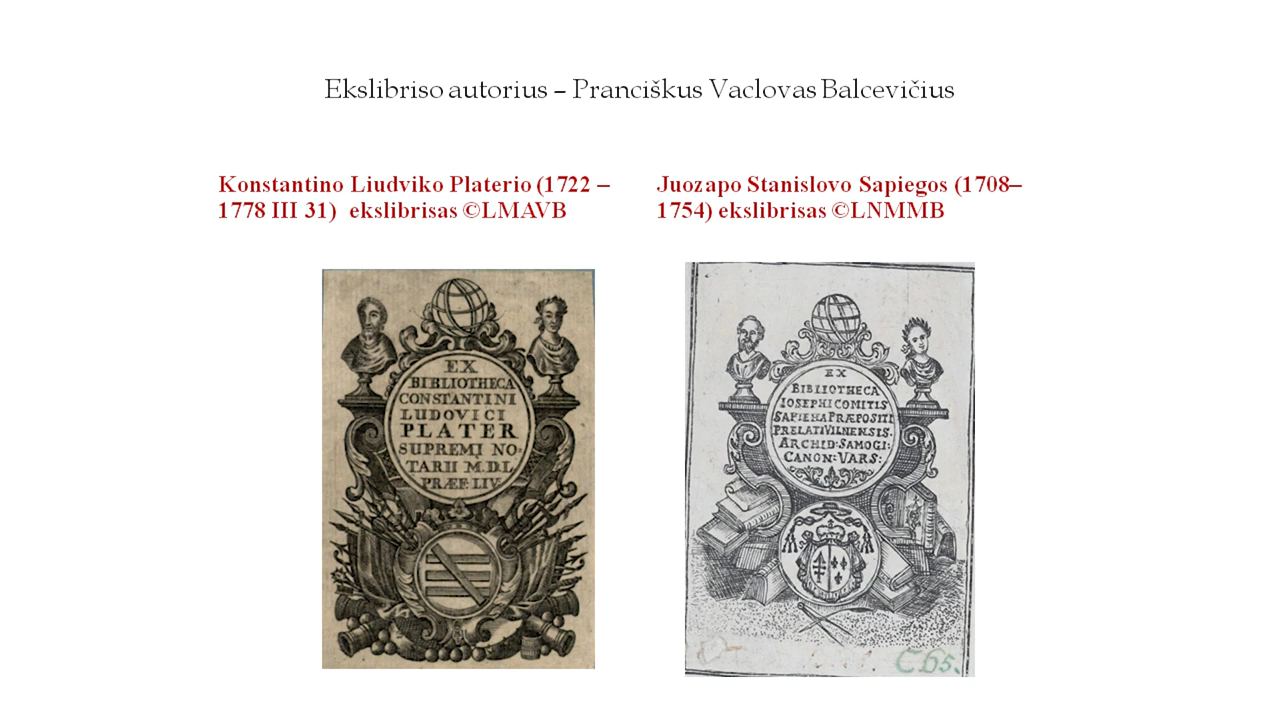 Ekslibriso autorius – Pranciškus Vaclovas Balcevičius
Konstantino Liudviko Platerio (1722 –
1778 III 31) ekslibrisas ©LMAVB
Juozapo Stanislovo Sapiegos (1708–
1754) ekslibrisas ©LNMMB
EX
BIBLIOTHECA
CONSTANTINI
LUDOVICI
PLATER
SUPREMI NO=
TARII M.D.L
PRÆF: LIV:
EX
BIBLIOTHECA
IOSEPHI COMITIS
SAPIEHA PRÆPOSITI
PRELATI VILNENSIS.
ARCHID: SAMOGI:
CANON: VARS:
C 65.